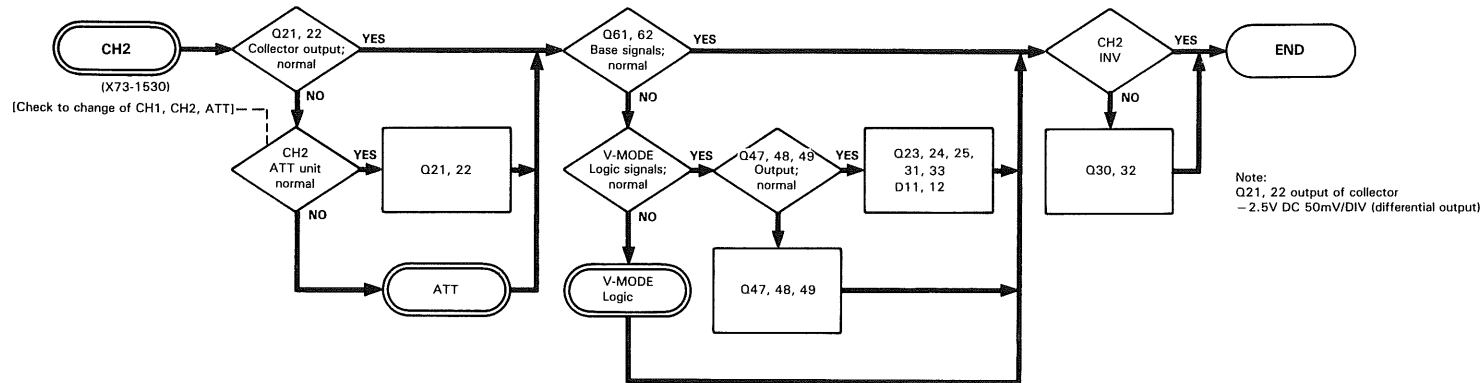 CH2
(X73-1530)
[Check to change of CH1, CH2, ATT]
Q21, 22
Collector output;
normal
YES
NO
CH2
ATT unit
normal
YES
NO
Q21, 22
ATT
Q61, 62
Base signals;
normal
YES
NO
V-MODE
Logic signals;
normal
YES
NO
V-MODE
Logic
Q47, 48, 49
Output;
normal
YES
Q47, 48, 49
Q23, 24, 25,
31, 33
D11, 12
CH2
INV
YES
NO
Q30, 32
END
Note:
Q21, 22 output of collector
−2.5V DC 50mV/DIV (differential output)